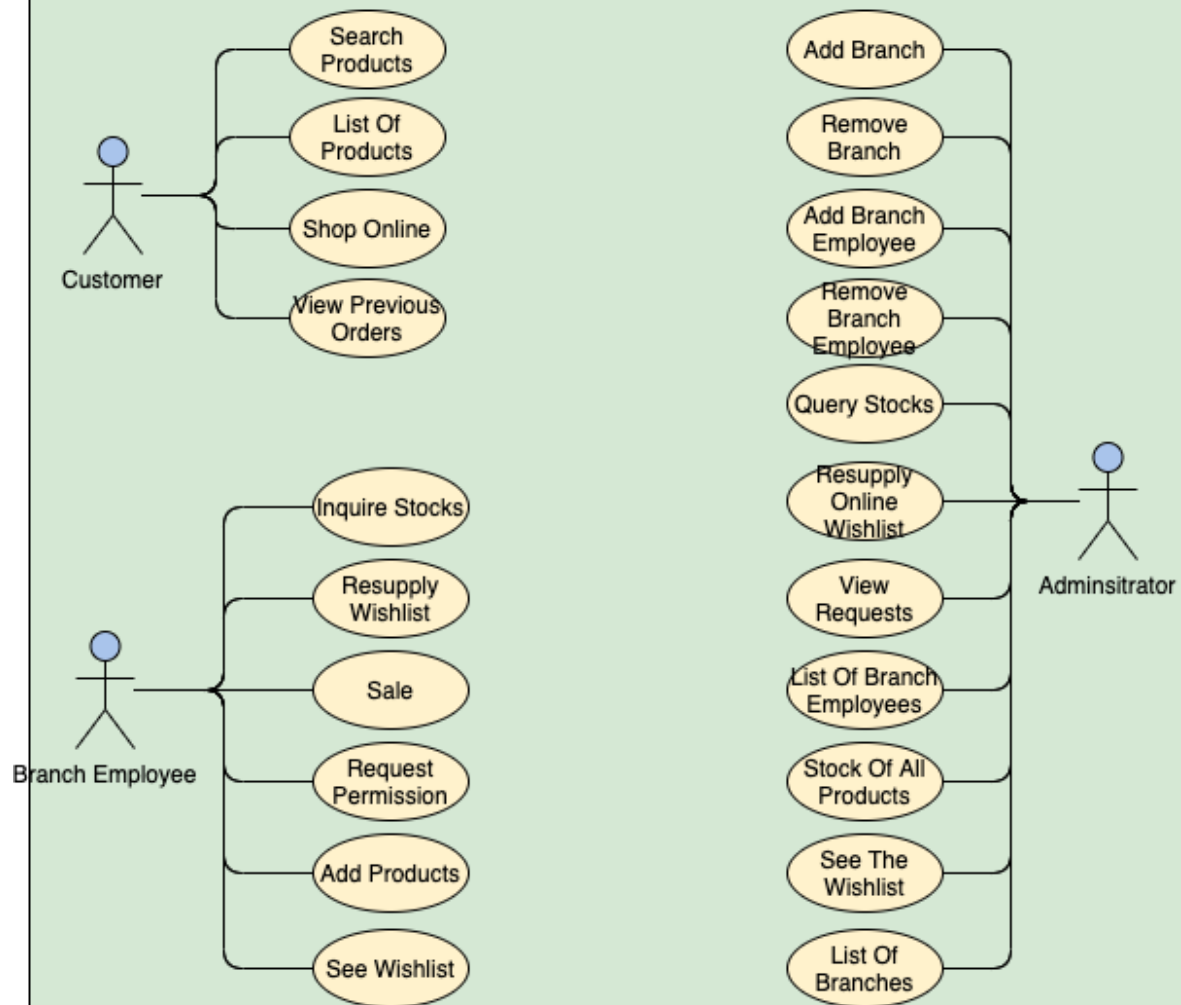 Search
Products
List Of
Products
Shop Online
View Previous
Orders
Customer
Inquire Stocks
Resupply
Wishlist
Sale
Request
Permission
Add Products
See Wishlist
Branch Employee
Add Branch
Remove
Branch
Add Branch
Employee
Remove
Branch
Employee
Query Stocks
Resupply
Online
Wishlist
View
Requests
List Of Branch
Employees
Stock Of All
Products
See The
Wishlist
List Of
Branches
Adminsitrator